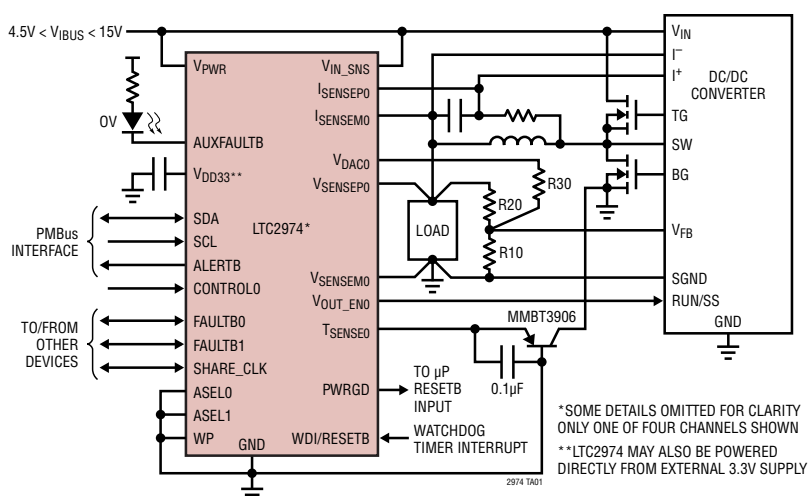 4.5V < VIBUS < 15V
VPWR
VIN_SNS
ISENSEP0
ISENSEM0
0V
AUXFAULTB
VDD33**
VDAC0
VSENSEP0
LTC2974*
PMBus
INTERFACE
SDA
SCL
ALERTB
CONTROL0
TO/FROM
OTHER
DEVICES
FAULTB0
FAULTB1
SHARE_CLK
ASEL0
ASEL1
WP
GND
VSENSEM0
VOUT_EN0
TSENSE0
PWRGD
WDI/RESETB
TO µP
RESETB
INPUT
WATCHDOG
TIMER INTERRUPT
LOAD
R20
R30
R10
MMBT3906
0.1µF
VIN
I–
I+
DC/DC
CONVERTER
TG
SW
BG
VFB
SGND
RUN/SS
GND
*SOME DETAILS OMITTED FOR CLARITY
ONLY ONE OF FOUR CHANNELS SHOWN
**LTC2974 MAY ALSO BE POWERED
DIRECTLY FROM EXTERNAL 3.3V SUPPLY
2974 TA01